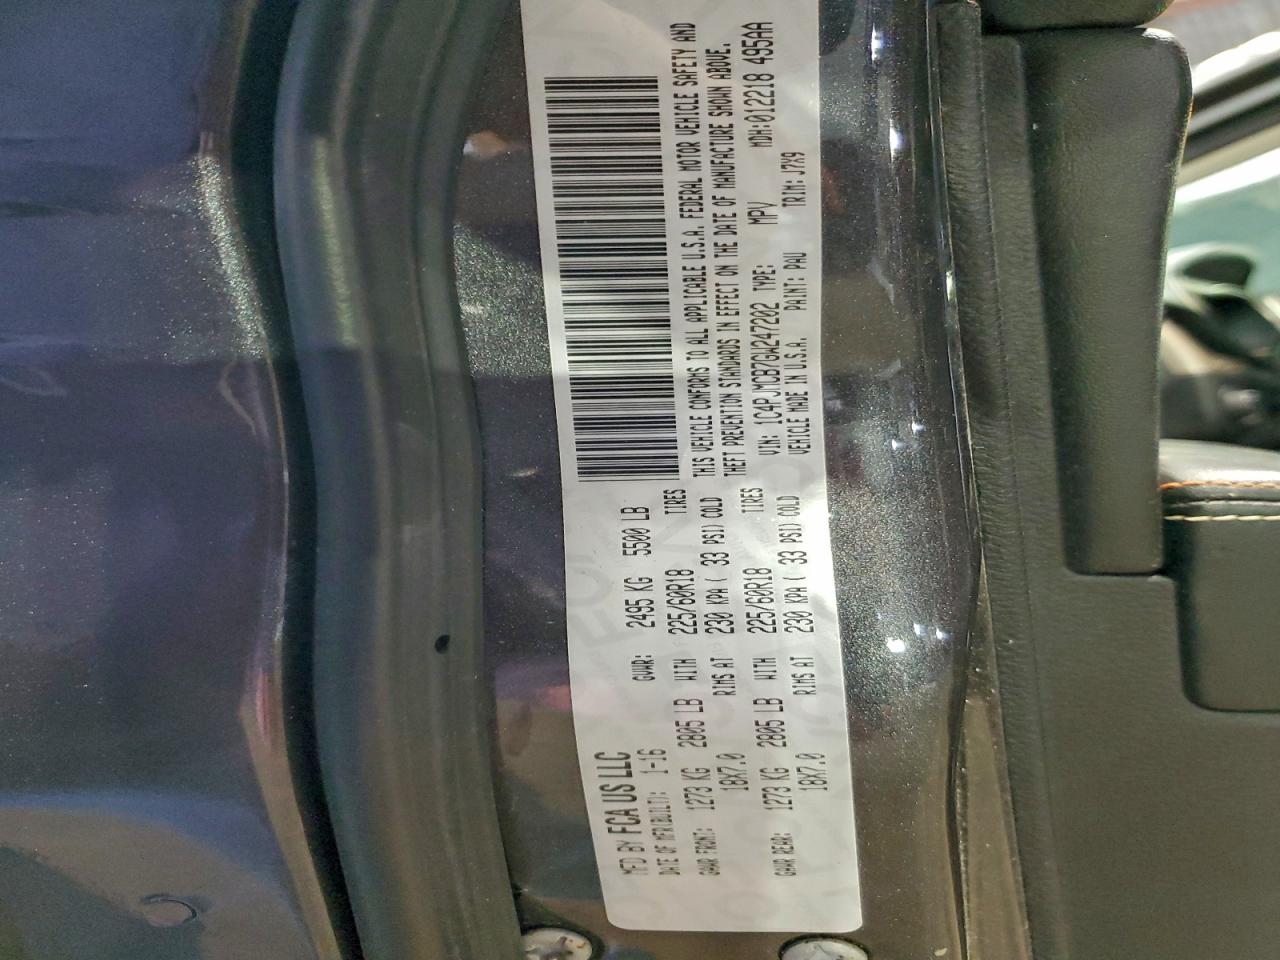 MFD BY FCA US LLC
DATE OF MFR(BUILT): 1-16 GVWR: 2495 KG 5500 LB
GAWR FRONT: 1273 KG 2805 LB WITH 225/60R18 TIRES
18X7.0 RIMS AT 230 KPA ( 33 PSI) COLD
GAWR REAR: 1273 KG 2805 LB WITH 225/60R18 TIRES
18X7.0 RIMS AT 230 KPA ( 33 PSI) COLD
THIS VEHICLE CONFORMS TO ALL APPLICABLE U.S.A. FEDERAL MOTOR VEHICLE SAFETY AND
THEFT PREVENTION STANDARDS IN EFFECT ON THE DATE OF MANUFACTURE SHOWN ABOVE.
VIN: 1C4PJMCB7GW247202 TYPE: MPV MDH:012218 495AA
VEHICLE MADE IN U.S.A. PAINT: PAU TRIM: J7X9